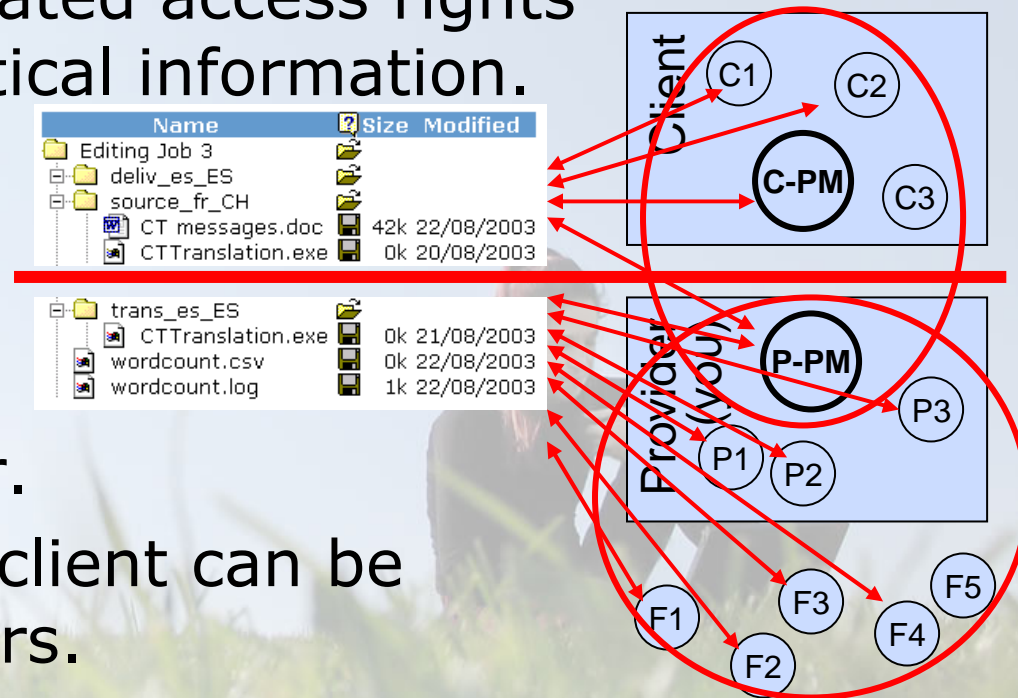 ated access rights
tical information.
Name Size Modified
Editing Job 3
deliv_es_ES
source_fr_CH
CT messages.doc 42k 22/08/2003
CTTranslation.exe 0k 20/08/2003
trans_es_ES
CTTranslation.exe 0k 21/08/2003
wordcount.csv 0k 22/08/2003
wordcount.log 1k 22/08/2003
r.
client can be
rs.
Client
C1
C2
C-PM
C3
Provider
(you)
P-PM
P3
P1
P2
F1
F2
F3
F4
F5